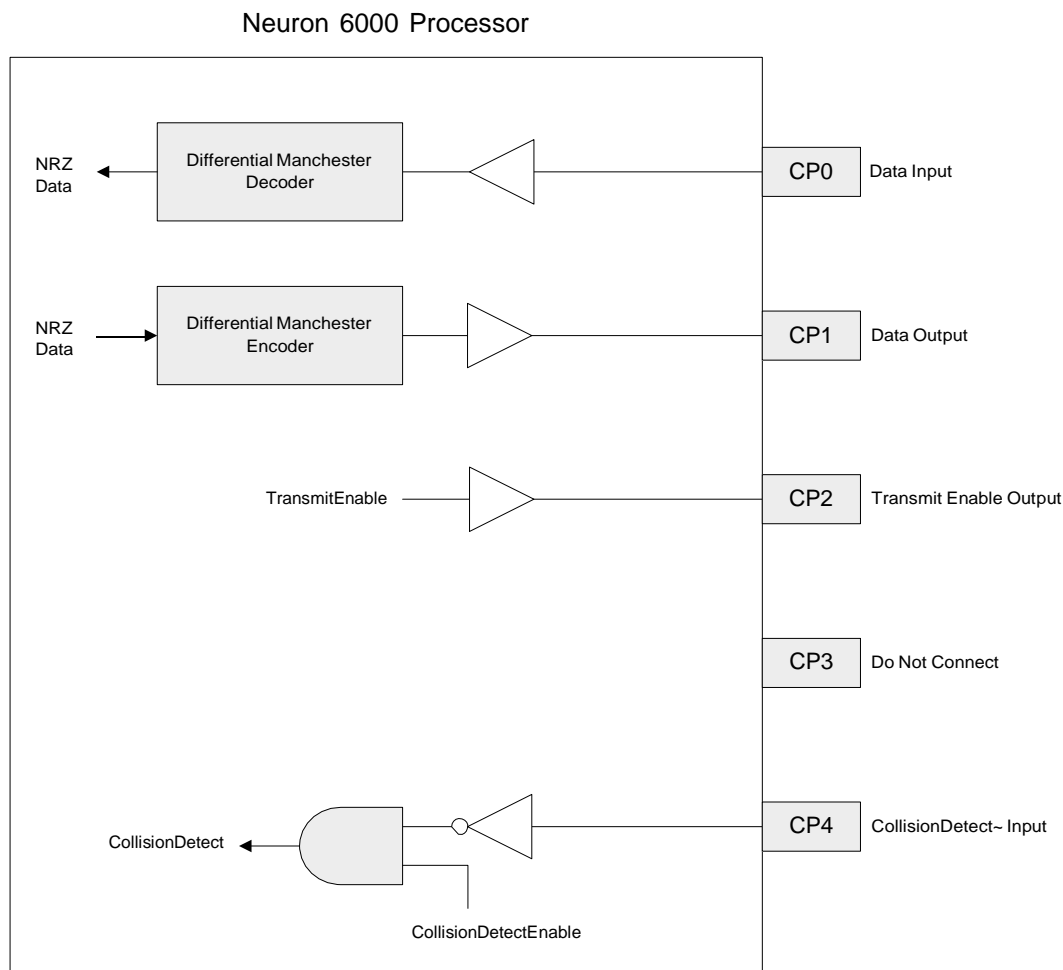 Neuron 6000 Processor
NRZ
Data
Differential Manchester
Decoder
CP0
Data Input
NRZ
Data
Differential Manchester
Encoder
CP1
Data Output
TransmitEnable
CP2
Transmit Enable Output
CP3
Do Not Connect
CollisionDetect
CP4
CollisionDetect~ Input
CollisionDetectEnable